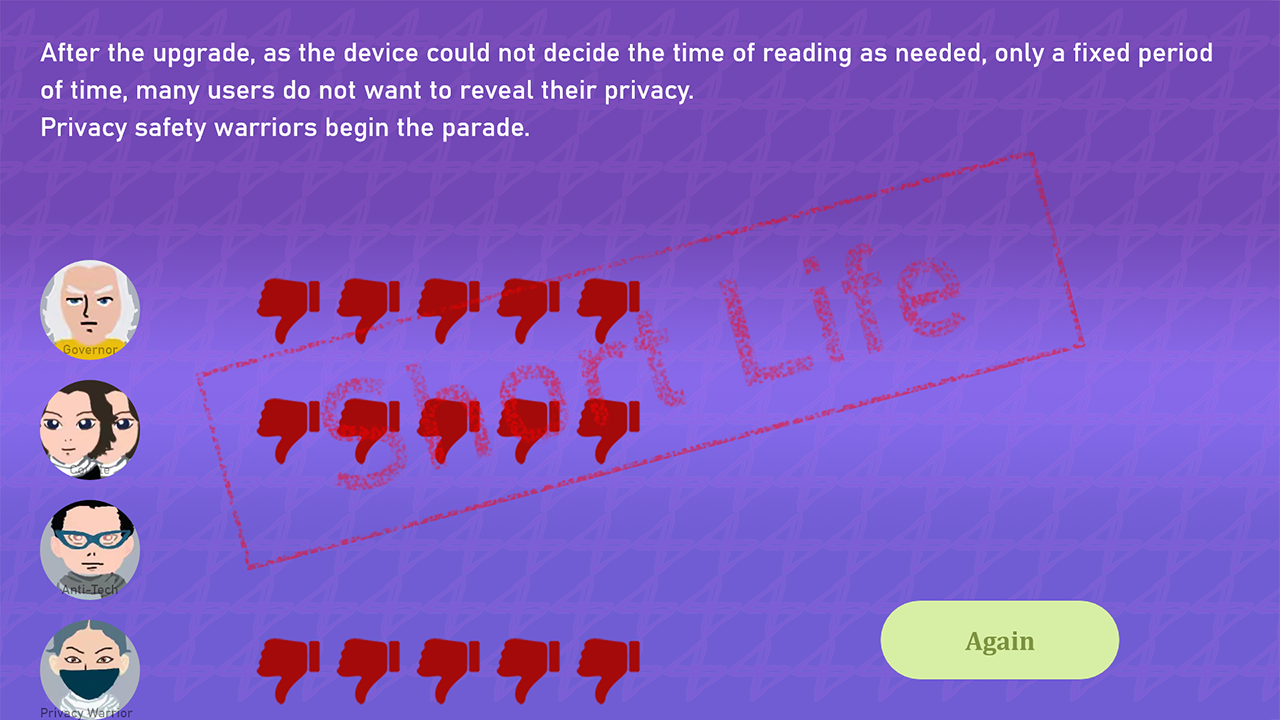 After the upgrade, as the device could not decide the time of reading as needed, only a fixed period
of time, many users do not want to reveal their privacy.
Privacy safety warriors begin the parade.
Short Life
Governor
Anti-Tech
Again
Privacy Warrior